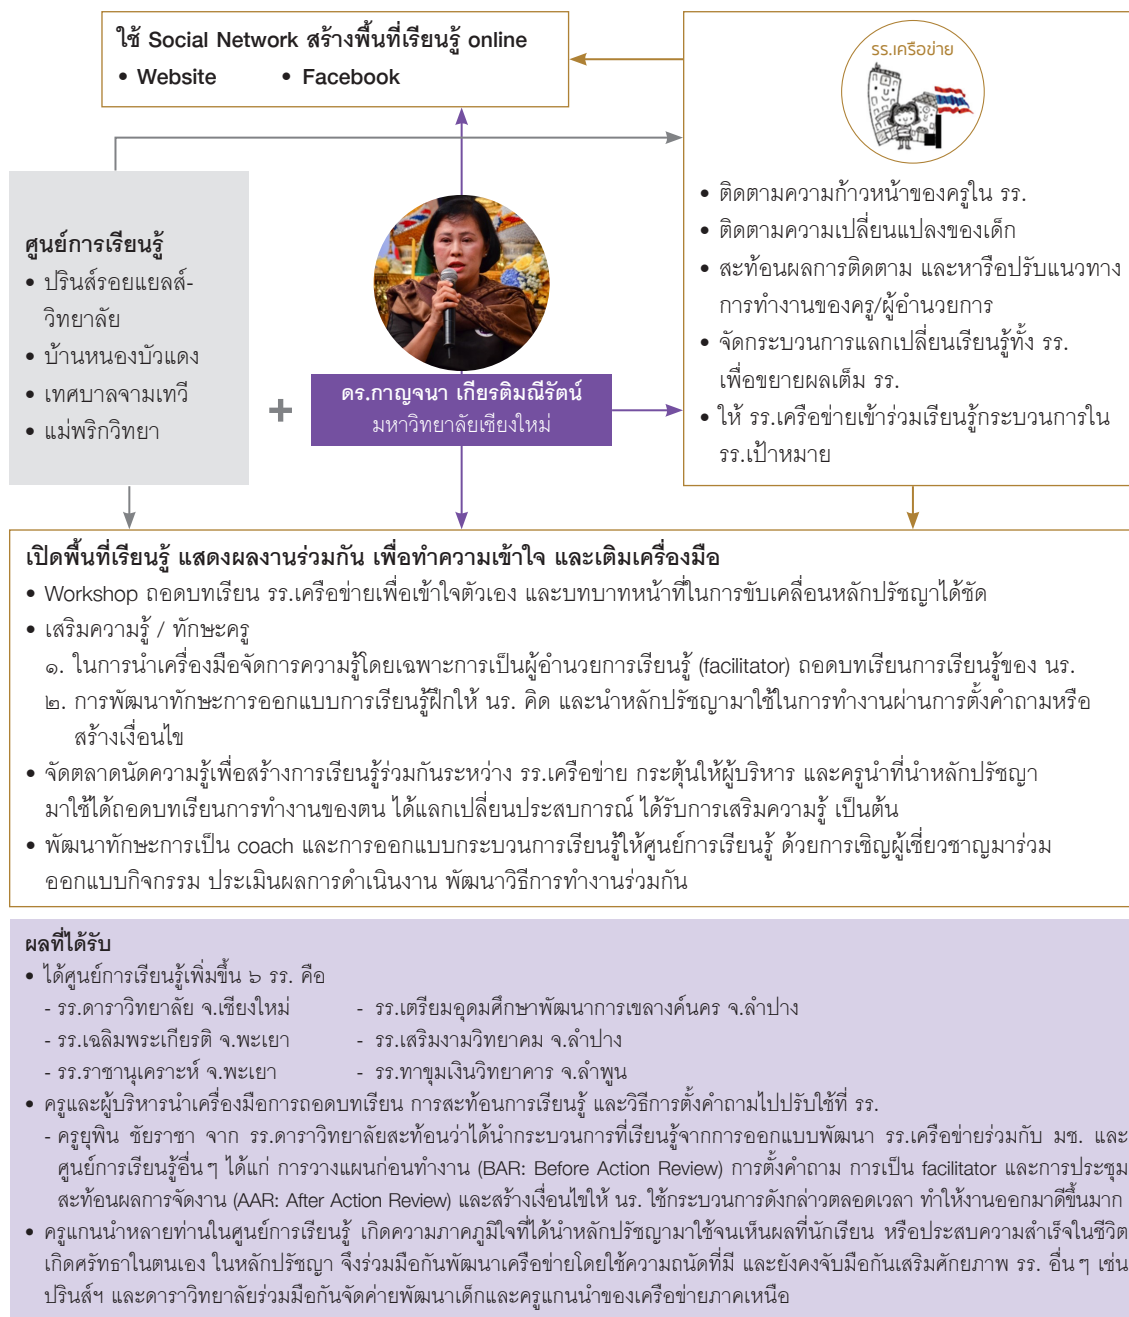 ใช้ Social Network สร้างพื้นที่เรียนรู้ online
• Website • Facebook
รร.เครือข่าย
• ติดตามความก้าวหน้าของครูใน รร.
• ติดตามความเปลี่ยนแปลงของเด็ก
• สะท้อนผลการติดตาม และหารือปรับแนวทาง
การทำงานของครู/ผู้อำนวยการ
• จัดกระบวนการแลกเปลี่ยนเรียนรู้ทั้ง รร.
เพื่อขยายผลเต็ม รร.
• ให้ รร.เครือข่ายเข้าร่วมเรียนรู้กระบวนการใน
รร.เป้าหมาย
ศูนย์การเรียนรู้
• ปรินส์รอยแยลส์-
วิทยาลัย
• บ้านหนองบัวแดง
• เทศบาลจามเทวี
• แม่พริกวิทยา
+
ดร.กาญจนา เกียรติมณีรัตน์
มหาวิทยาลัยเชียงใหม่
เปิดพื้นที่เรียนรู้ แสดงผลงานร่วมกัน เพื่อทำความเข้าใจ และเติมเครื่องมือ
• Workshop ถอดบทเรียน รร.เครือข่ายเพื่อเข้าใจตัวเอง และบทบาทหน้าที่ในการขับเคลื่อนหลักปรัชญาได้ชัด
• เสริมความรู้ / ทักษะครู
๑. ในการนำเครื่องมือจัดการความรู้โดยเฉพาะการเป็นผู้อำนวยการเรียนรู้ (facilitator) ถอดบทเรียนการเรียนรู้ของ นร.
๒. การพัฒนาทักษะการออกแบบการเรียนรู้ฝึกให้ นร. คิด และนำหลักปรัชญามาใช้ในการทำงานผ่านการตั้งคำถามหรือ
สร้างเงื่อนไข
• จัดตลาดนัดความรู้เพื่อสร้างการเรียนรู้ร่วมกันระหว่าง รร.เครือข่าย กระตุ้นให้ผู้บริหาร และครูนำที่นำหลักปรัชญา
มาใช้ได้ถอดบทเรียนการทำงานของตน ได้แลกเปลี่ยนประสบการณ์ ได้รับการเสริมความรู้ เป็นต้น
• พัฒนาทักษะการเป็น coach และการออกแบบกระบวนการเรียนรู้ให้ศูนย์การเรียนรู้ ด้วยการเชิญผู้เชี่ยวชาญมาร่วม
ออกแบบกิจกรรม ประเมินผลการดำเนินงาน พัฒนาวิธีการทำงานร่วมกัน
ผลที่ได้รับ
• ได้ศูนย์การเรียนรู้เพิ่มขึ้น ๖ รร. คือ
- รร.ดาราวิทยาลัย จ.เชียงใหม่ - รร.เตรียมอุดมศึกษาพัฒนาการเขลางค์นคร จ.ลำปาง
- รร.เฉลิมพระเกียรติ จ.พะเยา - รร.เสริมงามวิทยาคม จ.ลำปาง
- รร.ราชานุเคราะห์ จ.พะเยา - รร.ทาขุมเงินวิทยาคาร จ.ลำพูน
• ครูและผู้บริหารนำเครื่องมือการถอดบทเรียน การสะท้อนการเรียนรู้ และวิธีการตั้งคำถามไปปรับใช้ที่ รร.
- ครูยุพิน ชัยราชา จาก รร.ดาราวิทยาลัยสะท้อนว่าได้นำกระบวนการที่เรียนรู้จากการออกแบบพัฒนา รร.เครือข่ายร่วมกับ มช. และ
ศูนย์การเรียนรู้อื่น ๆ ได้แก่ การวางแผนก่อนทำงาน (BAR: Before Action Review) การตั้งคำถาม การเป็น facilitator และการประชุม
สะท้อนผลการจัดงาน (AAR: After Action Review) และสร้างเงื่อนไขให้ นร. ใช้กระบวนการดังกล่าวตลอดเวลา ทำให้งานออกมาดีขึ้นมาก
• ครูแกนนำหลายท่านในศูนย์การเรียนรู้ เกิดความภาคภูมิใจที่ได้นำหลักปรัชญามาใช้จนเห็นผลที่นักเรียน หรือประสบความสำเร็จในชีวิต
เกิดศรัทธาในตนเอง ในหลักปรัชญา จึงร่วมมือกันพัฒนาเครือข่ายโดยใช้ความถนัดที่มี และยังคงจับมือกันเสริมศักยภาพ รร. อื่น ๆ เช่น
ปรินส์ฯ และดาราวิทยาลัยร่วมมือกันจัดค่ายพัฒนาเด็กและครูแกนนำของเครือข่ายภาคเหนือ